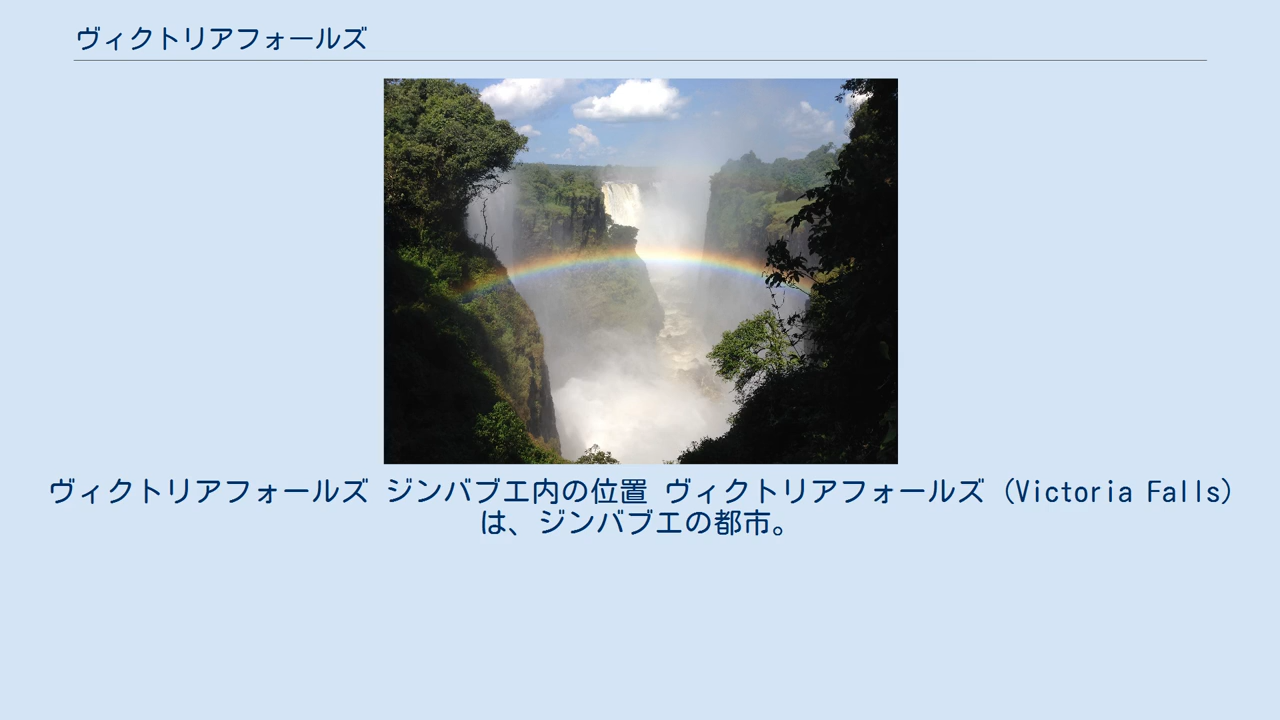 ヴィクトリアフォールズ
ヴィクトリアフォールズ ジンバブエ内の位置 ヴィクトリアフォールズ (Victoria Falls)
は、ジンバブエの都市。